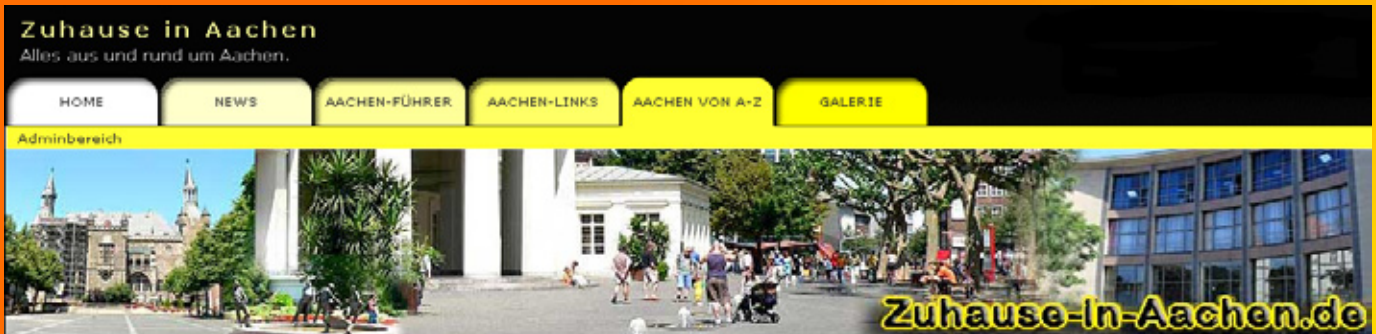 Zuhause in Aachen
Alles aus und rund um Aachen.
HOME NEWS AACHEN-FÜHRER AACHEN-LINKS AACHEN VON A-Z GALERIE
Adminbereich
Zuhause-in-Aachen.de